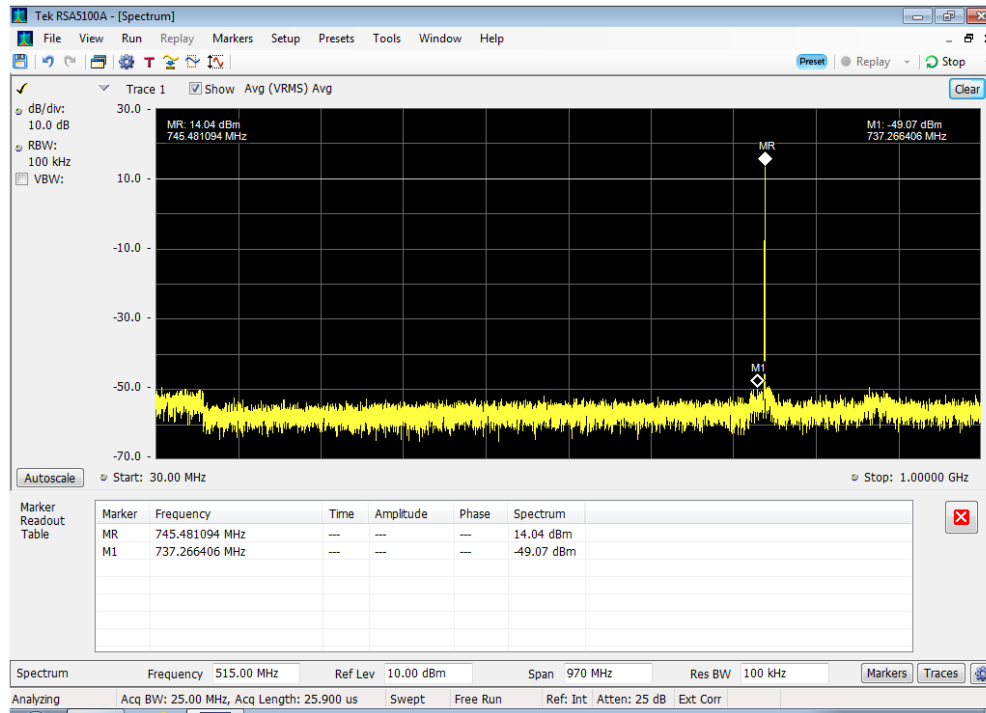 Tek RSA5100A - [Spectrum]
File View Run Replay Markers Setup Presets Tools Window Help
T Preset Replay Stop
Trace 1 Show Avg (VRMS) Avg Clear
dB/div:
10.0 dB
RBW:
100 kHz
VBW:
30.0
10.0
-10.0
-30.0
-50.0
-70.0
MR: 14.04 dBm
745.481094 MHz
M1: -49.07 dBm
737.266406 MHz
MR
M1
Autoscale Start: 30.00 MHz Stop: 1.00000 GHz
Marker
Readout
Table
Marker Frequency Time Amplitude Phase Spectrum
MR 745.481094 MHz --- --- --- 14.04 dBm
M1 737.266406 MHz --- --- --- -49.07 dBm
Spectrum Frequency 515.00 MHz Ref Lev 10.00 dBm Span 970 MHz Res BW 100 kHz Markers Traces
Analyzing Acq BW: 25.00 MHz, Acq Length: 25.900 us Swept Free Run Ref: Int Atten: 25 dB Ext Corr